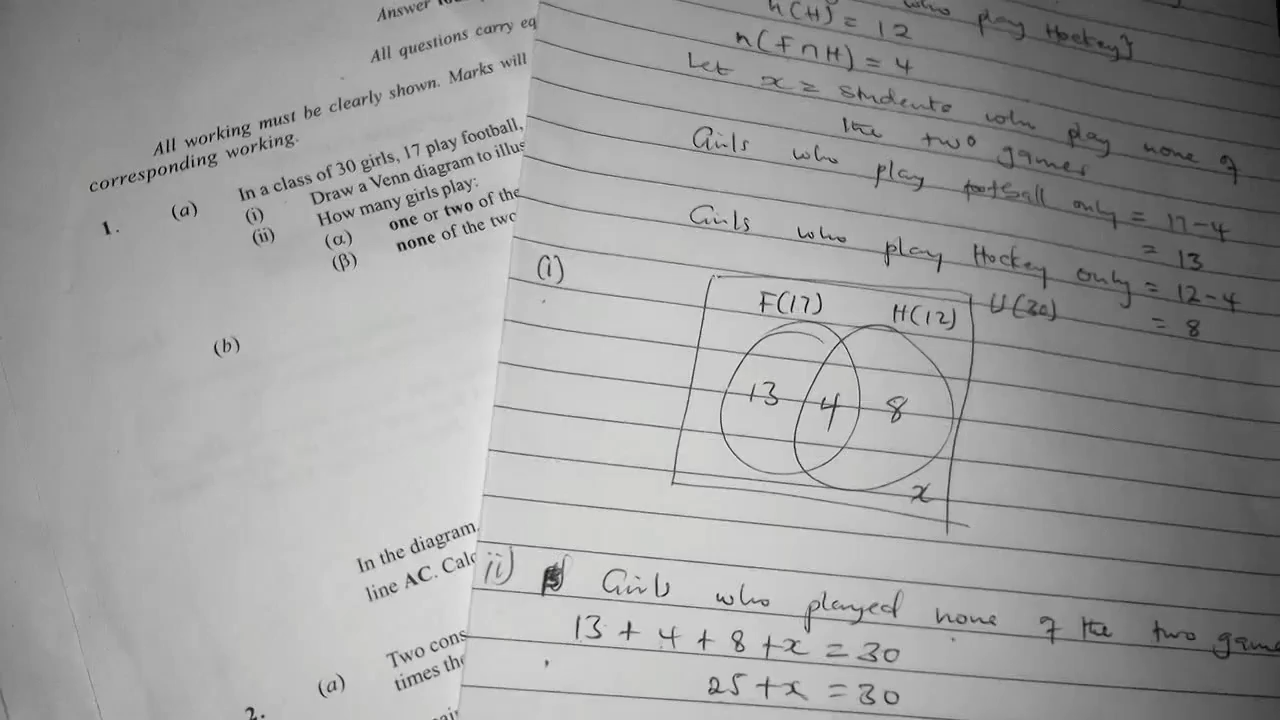 Answer
All questions carry eq
All working must be clearly shown. Marks will
corresponding working.
1. (a) In a class of 30 girls, 17 play football,
(i) Draw a Venn diagram to illus
(ii) How many girls play:
(α) one or two of the
(β) none of the two
(b)
In the diagram,
line AC. Calc
2. (a) Two cons
times the
who play Hockey}
n(H) = 12
n(F∩H) = 4
Let x = students who play none of
the two games
Girls who play football only = 17-4
= 13
Girls who play Hockey only = 12-4
= 8
(i)
F(17) H(12) U(30)
13 4 8
x
ii) Girls who played none of the two game
13 + 4 + 8 + x = 30
25 + x = 30